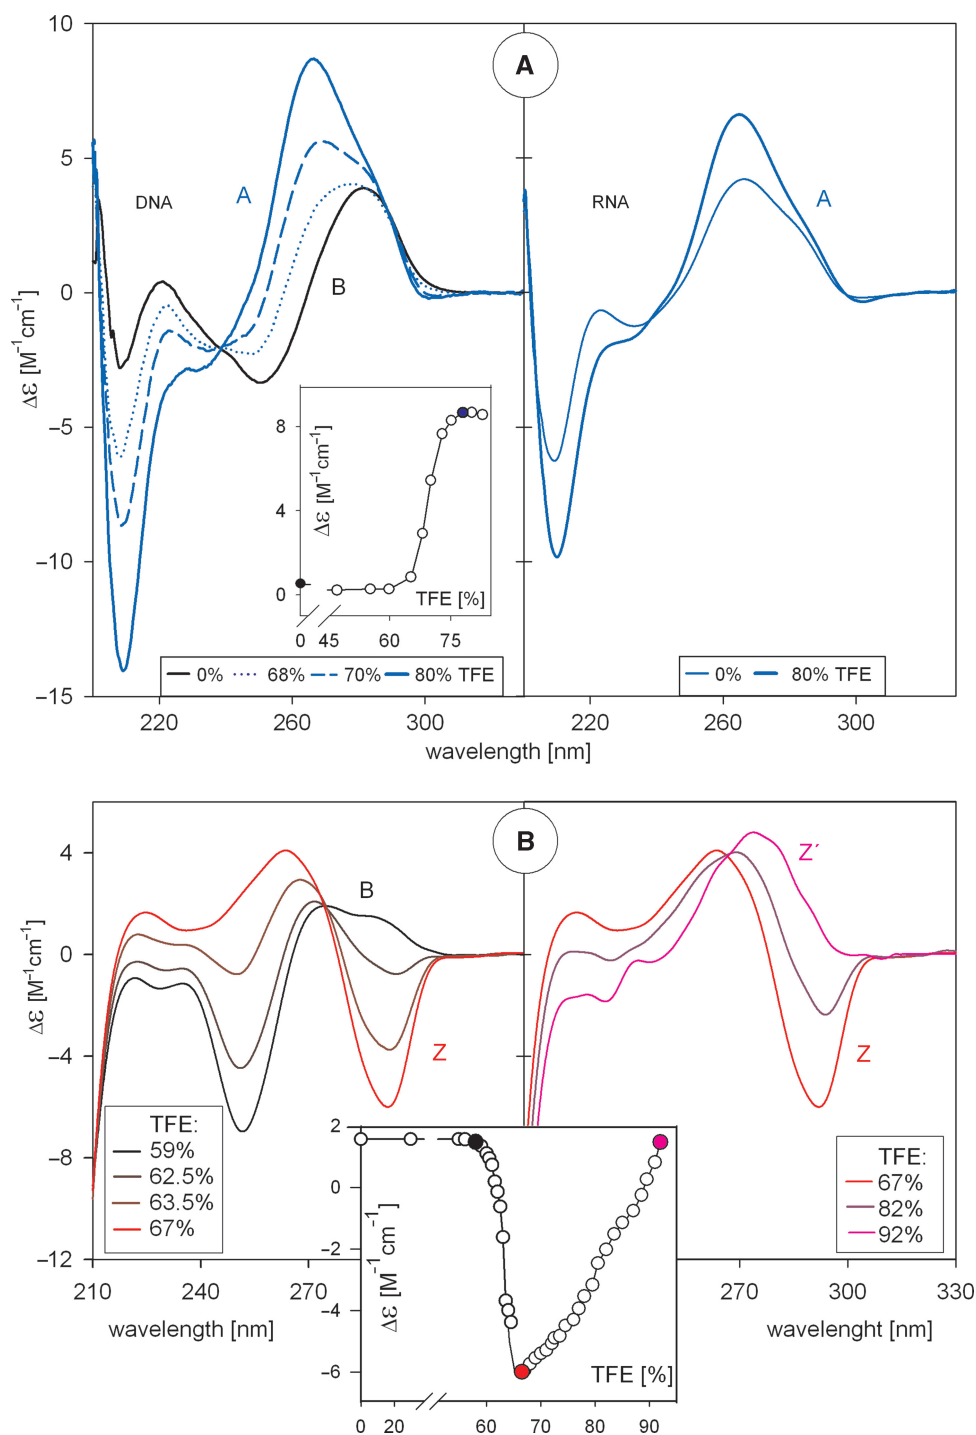 A
10
5
0
−5
−10
−15
Δε [M⁻¹cm⁻¹]
DNA
A
B
RNA
A
8
4
0
Δε [M⁻¹cm⁻¹]
TFE [%]
0 45 60 75
0% 68% 70% 80% TFE
0% 80% TFE
220 260 300 220 260 300
wavelength [nm]
B
4
0
−4
−8
−12
Δε [M⁻¹cm⁻¹]
B
Z
Z´
Z
TFE:
59%
62.5%
63.5%
67%
TFE:
67%
82%
92%
2
0
−2
−4
−6
Δε [M⁻¹cm⁻¹]
TFE [%]
0 20 60 70 80 90
210 240 270 270 300 330
wavelength [nm]
wavelenght [nm]